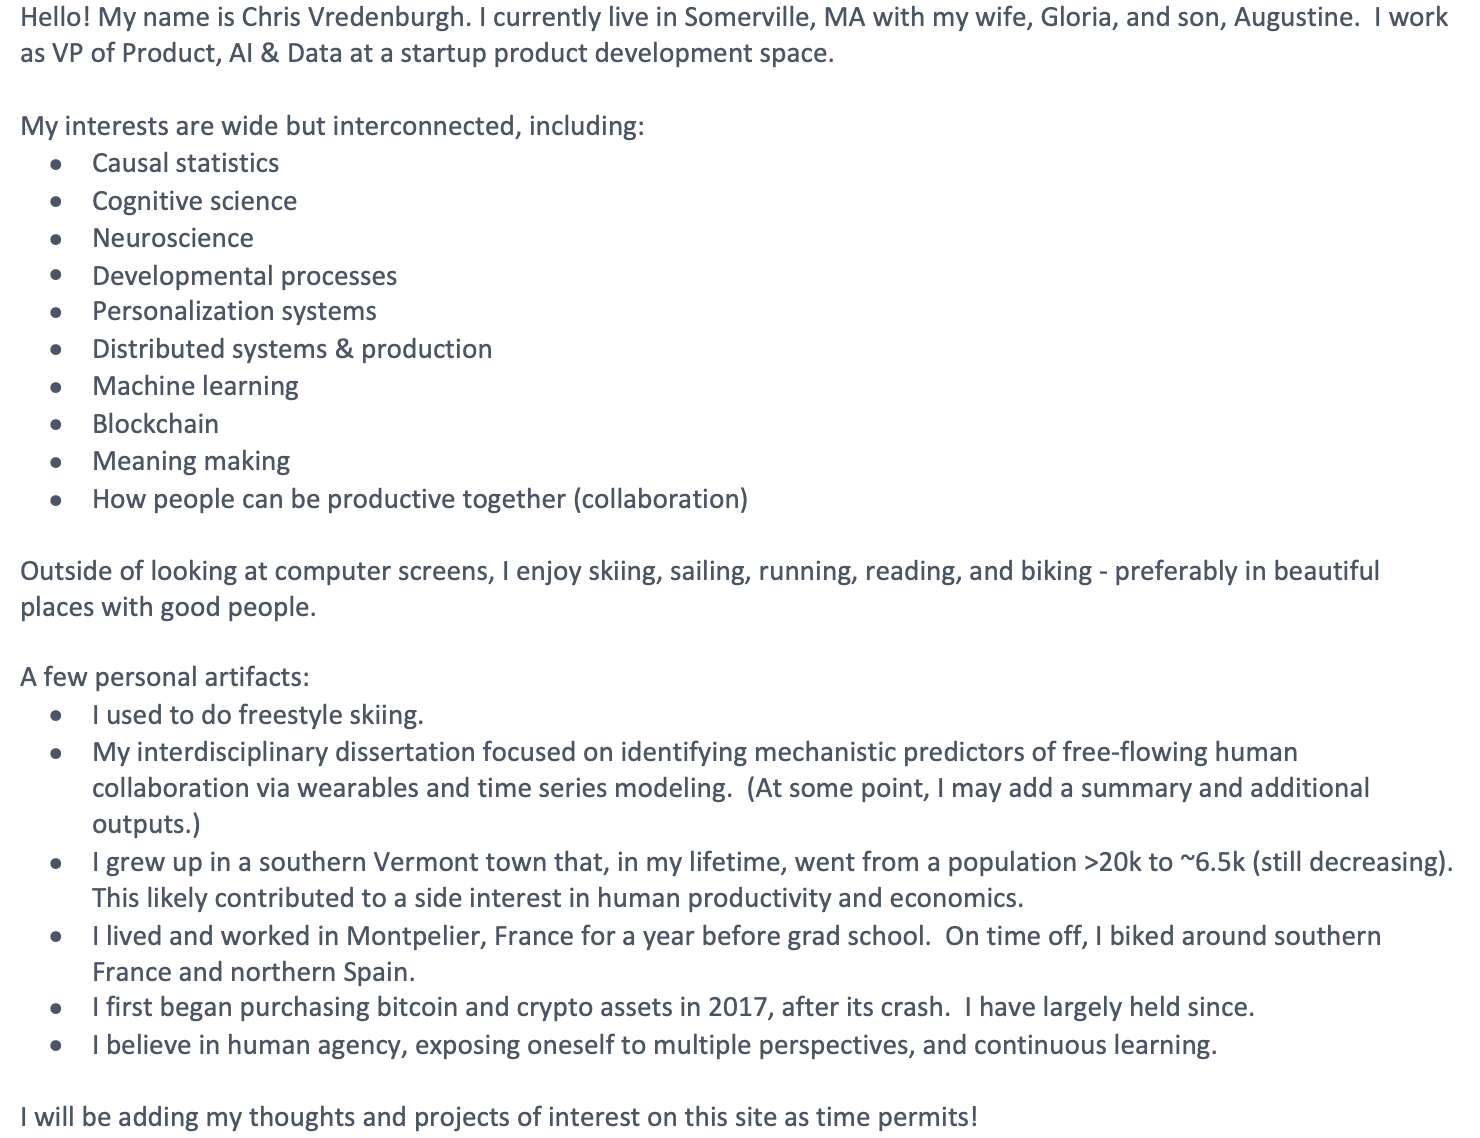 Hello! My name is Chris Vredenburgh. I currently live in Somerville, MA with my wife, Gloria, and son, Augustine.  I work
as VP of Product, AI & Data at a startup product development space.
My interests are wide but interconnected, including:
• Causal statistics
• Cognitive science
• Neuroscience
• Developmental processes
• Personalization systems
• Distributed systems & production
• Machine learning
• Blockchain
• Meaning making
• How people can be productive together (collaboration)
Outside of looking at computer screens, I enjoy skiing, sailing, running, reading, and biking - preferably in beautiful
places with good people.
A few personal artifacts:
• I used to do freestyle skiing.
• My interdisciplinary dissertation focused on identifying mechanistic predictors of free-flowing human
collaboration via wearables and time series modeling.  (At some point, I may add a summary and additional
outputs.)
• I grew up in a southern Vermont town that, in my lifetime, went from a population >20k to ~6.5k (still decreasing).
This likely contributed to a side interest in human productivity and economics.
• I lived and worked in Montpelier, France for a year before grad school.  On time off, I biked around southern
France and northern Spain.
• I first began purchasing bitcoin and crypto assets in 2017, after its crash.  I have largely held since.
• I believe in human agency, exposing oneself to multiple perspectives, and continuous learning.
I will be adding my thoughts and projects of interest on this site as time permits!